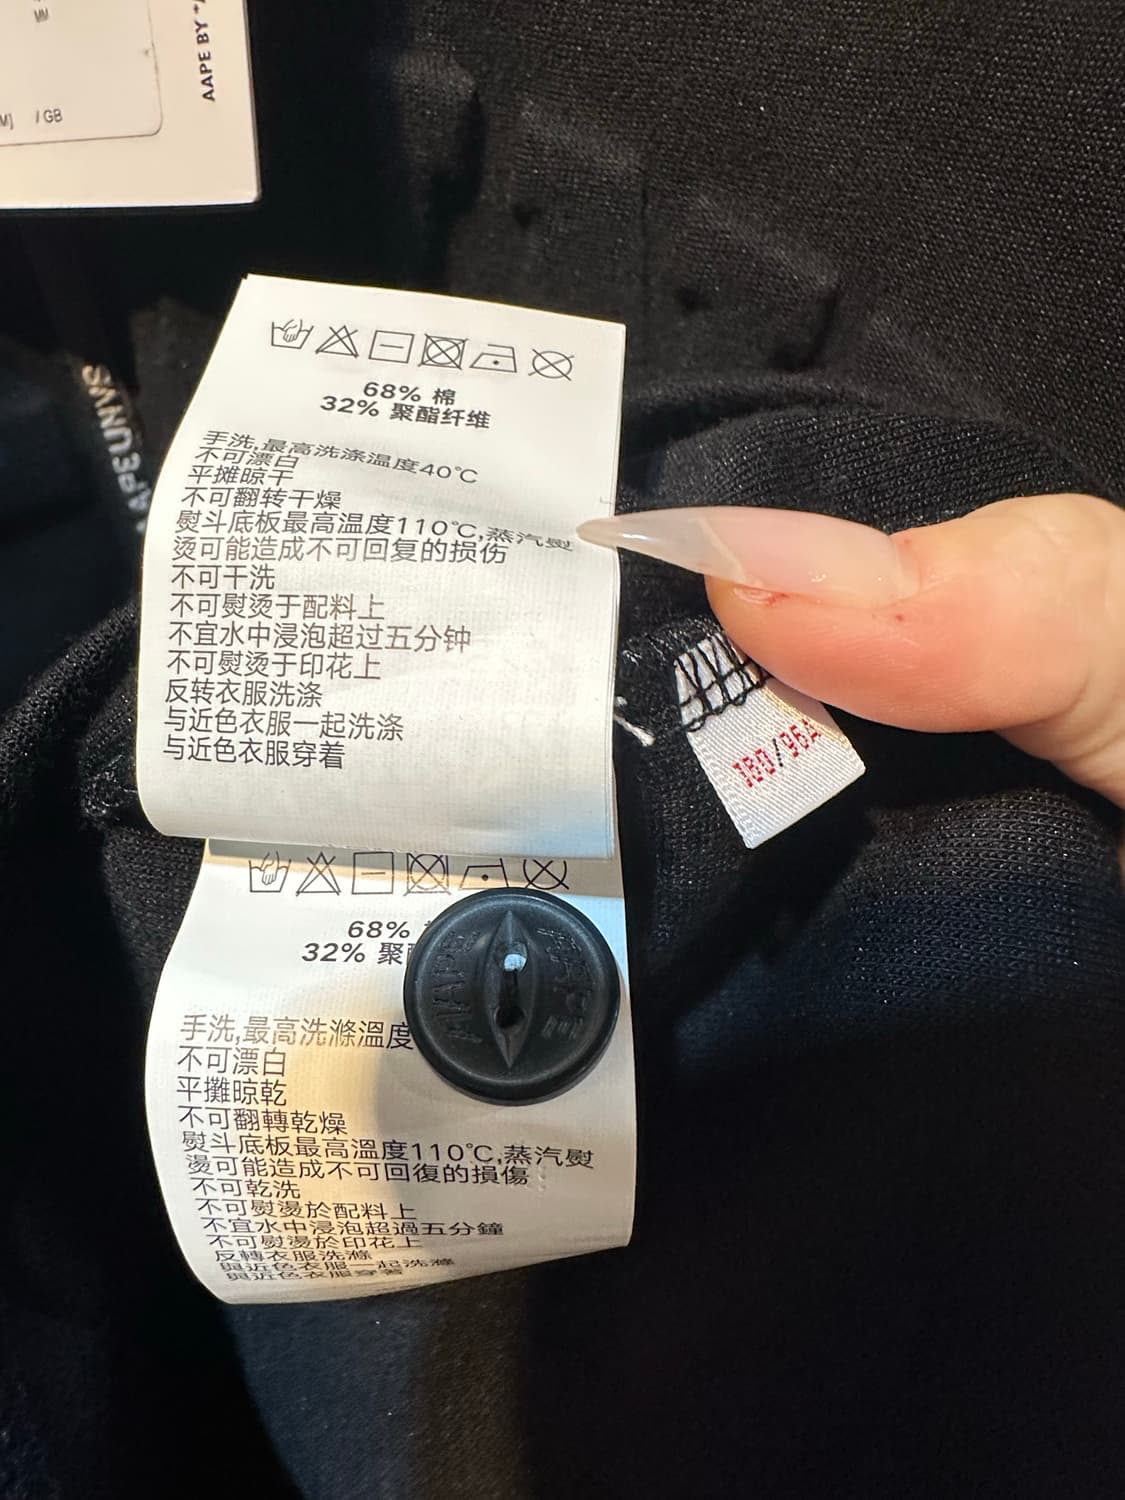 MM
/ GB
AAPE BY
68% 棉
32% 聚酯纤维
手洗,最高洗涤温度40℃
不可漂白
平摊晾干
不可翻转干燥
熨斗底板最高温度110℃,蒸汽熨
烫可能造成不可回复的损伤
不可干洗
不可熨烫于配料上
不宜水中浸泡超过五分钟
不可熨烫于印花上
反转衣服洗涤
与近色衣服一起洗涤
与近色衣服穿着
180/96A
68%
32% 聚
AAPE
手洗,最高洗滌溫度
不可漂白
平攤晾乾
不可翻轉乾燥
熨斗底板最高溫度110℃,蒸汽熨
燙可能造成不可回復的損傷
不可乾洗
不可熨燙於配料上
不宜水中浸泡超過五分鐘
不可熨燙於印花上
反轉衣服洗滌
與近色衣服一起洗滌
與近色衣服穿著